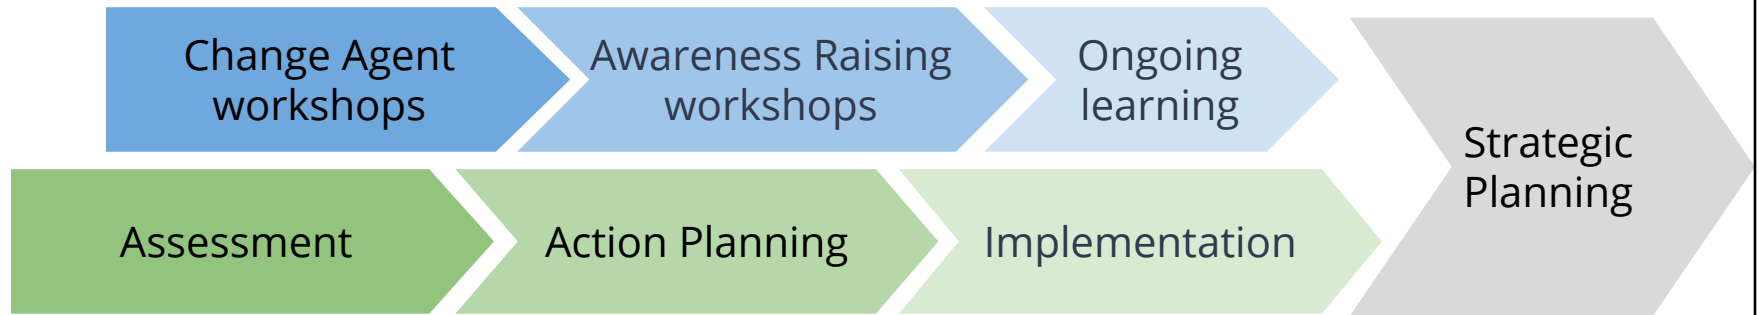 Change Agent
workshops
Awareness Raising
workshops
Ongoing
learning
Strategic
Planning
Assessment
Action Planning
Implementation